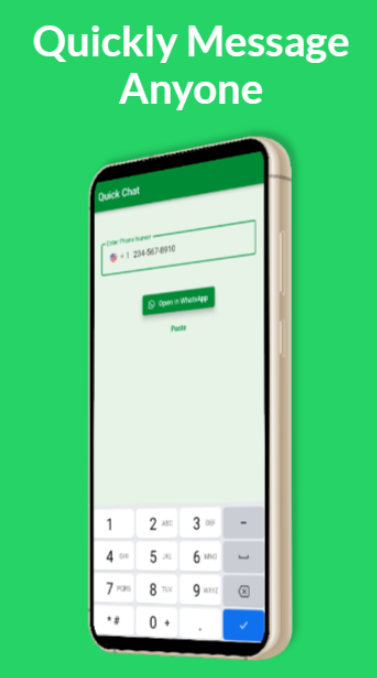 Quickly Message
Anyone
Quick Chat
Enter Phone Number
+ 1 234-567-8910
Open in WhatsApp
Paste
1
2 ABC
3 DEF
-
4 GHI
5 JKL
6 MNO
7 PQRS
8 TUV
9 WXYZ
* #
0 +
.